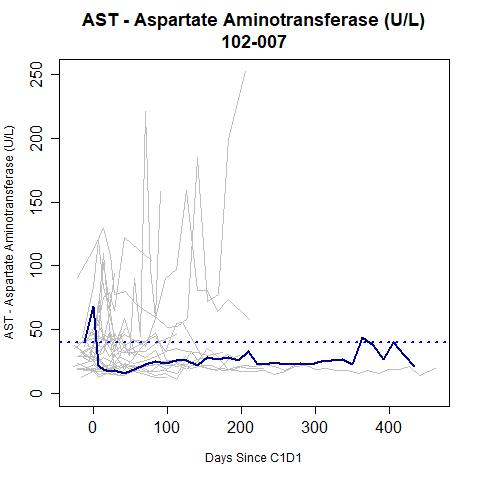 AST - Aspartate Aminotransferase (U/L)
102-007
AST - Aspartate Aminotransferase (U/L)
250
200
150
100
50
0
0 100 200 300 400
Days Since C1D1